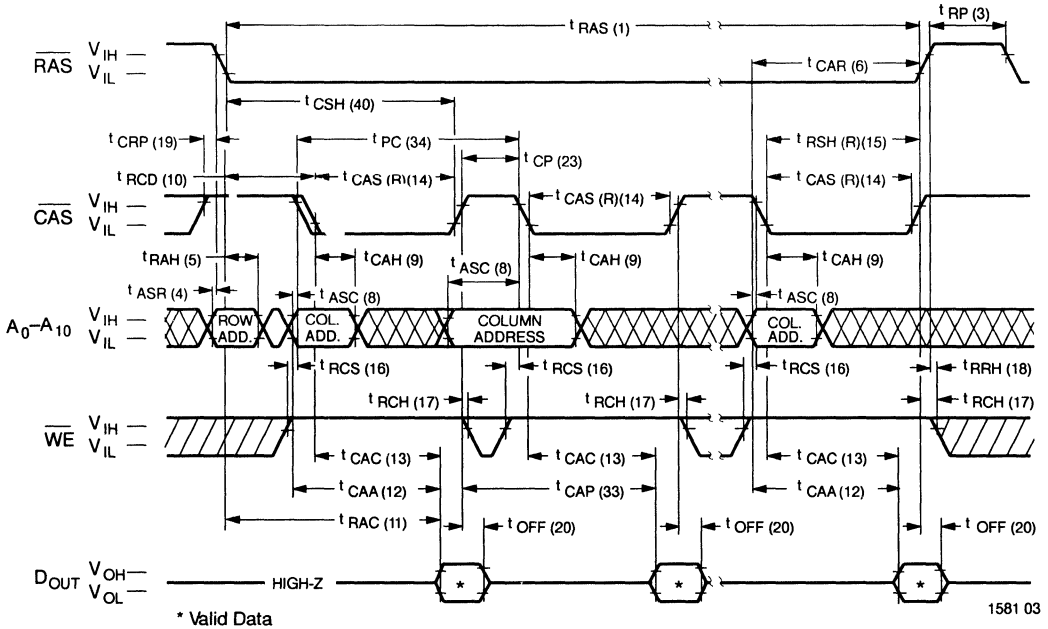 t RAS (1)
t RP (3)
RAS
V IH
V IL
t CAR (6)
t CSH (40)
t CRP (19)
t PC (34)
t RSH (R)(15)
t CP (23)
t RCD (10)
t CAS (R)(14)
t CAS (R)(14)
t CAS (R)(14)
CAS
V IH
V IL
t RAH (5)
t CAH (9)
t ASC (8)
t CAH (9)
t CAH (9)
t ASR (4)
t ASC (8)
t ASC (8)
A0–A10
V IH
V IL
ROW ADD.
COL. ADD.
COLUMN ADDRESS
COL. ADD.
t RCS (16)
t RCS (16)
t RCS (16)
t RRH (18)
t RCH (17)
t RCH (17)
t RCH (17)
WE
V IH
V IL
t CAC (13)
t CAC (13)
t CAC (13)
t CAA (12)
t CAP (33)
t CAA (12)
t RAC (11)
t OFF (20)
t OFF (20)
t OFF (20)
DOUT
V OH
V OL
HIGH-Z
*
*
*
* Valid Data
1581 03